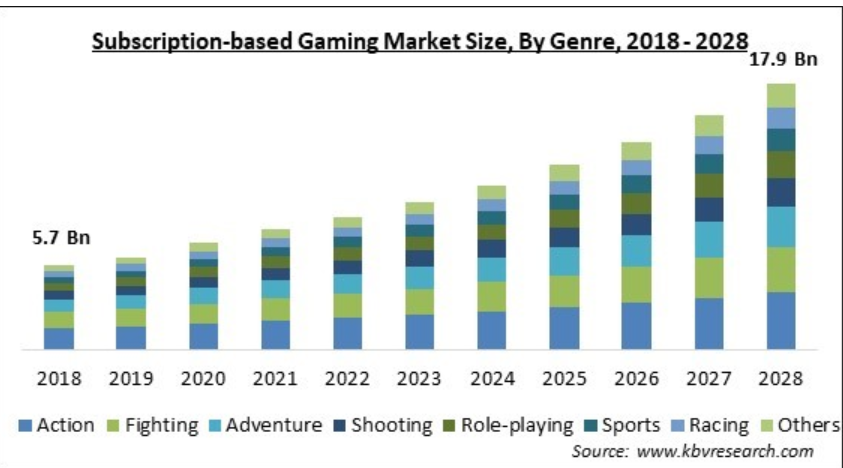 Subscription-based Gaming Market Size, By Genre, 2018 - 2028
17.9 Bn
5.7 Bn
2018 2019 2020 2021 2022 2023 2024 2025 2026 2027 2028
Action Fighting Adventure Shooting Role-playing Sports Racing Others
Source: www.kbvresearch.com